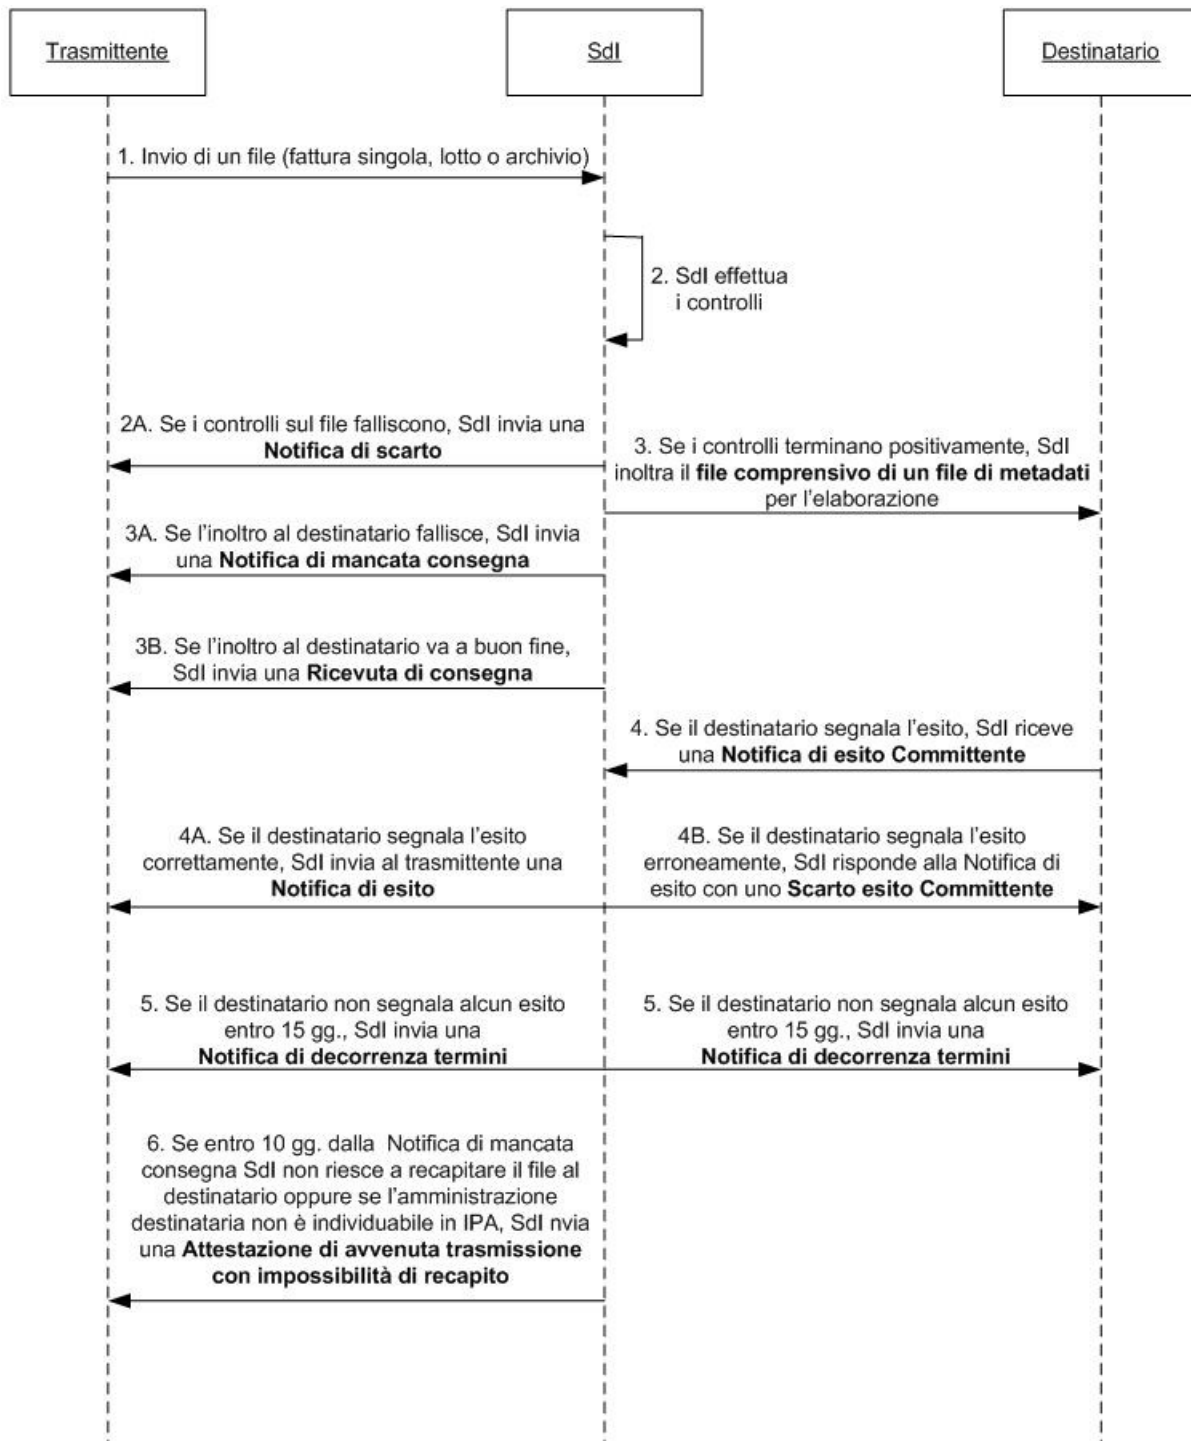 Trasmittente
SdI
Destinatario
1. Invio di un file (fattura singola, lotto o archivio)
2. SdI effettua
i controlli
2A. Se i controlli sul file falliscono, SdI invia una
Notifica di scarto
3. Se i controlli terminano positivamente, SdI
inoltra il file comprensivo di un file di metadati
per l'elaborazione
3A. Se l'inoltro al destinatario fallisce, SdI invia
una Notifica di mancata consegna
3B. Se l'inoltro al destinatario va a buon fine,
SdI invia una Ricevuta di consegna
4. Se il destinatario segnala l'esito, SdI riceve
una Notifica di esito Committente
4A. Se il destinatario segnala l'esito
correttamente, SdI invia al trasmittente una
Notifica di esito
4B. Se il destinatario segnala l'esito
erroneamente, SdI risponde alla Notifica di
esito con uno Scarto esito Committente
5. Se il destinatario non segnala alcun esito
entro 15 gg., SdI invia una
Notifica di decorrenza termini
5. Se il destinatario non segnala alcun esito
entro 15 gg., SdI invia una
Notifica di decorrenza termini
6. Se entro 10 gg. dalla  Notifica di mancata
consegna SdI non riesce a recapitare il file al
destinatario oppure se l'amministrazione
destinataria non è individuabile in IPA, SdI nvia
una Attestazione di avvenuta trasmissione
con impossibilità di recapito